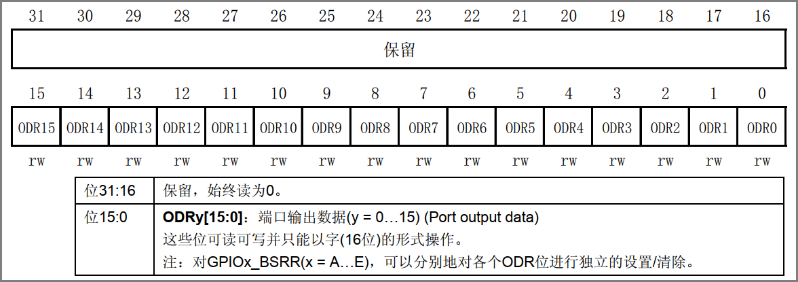 31 30 29 28 27 26 25 24 23 22 21 20 19 18 17 16
保留
15 14 13 12 11 10 9 8 7 6 5 4 3 2 1 0
ODR15 ODR14 ODR13 ODR12 ODR11 ODR10 ODR9 ODR8 ODR7 ODR6 ODR5 ODR4 ODR3 ODR2 ODR1 ODR0
rw rw rw rw rw rw rw rw rw rw rw rw rw rw rw rw
位31:16 保留，始终读为0。
位15:0 ODRy[15:0]：端口输出数据(y = 0…15) (Port output data)
这些位可读可写并只能以字(16位)的形式操作。
注：对GPIOx_BSRR(x = A…E)，可以分别地对各个ODR位进行独立的设置/清除。